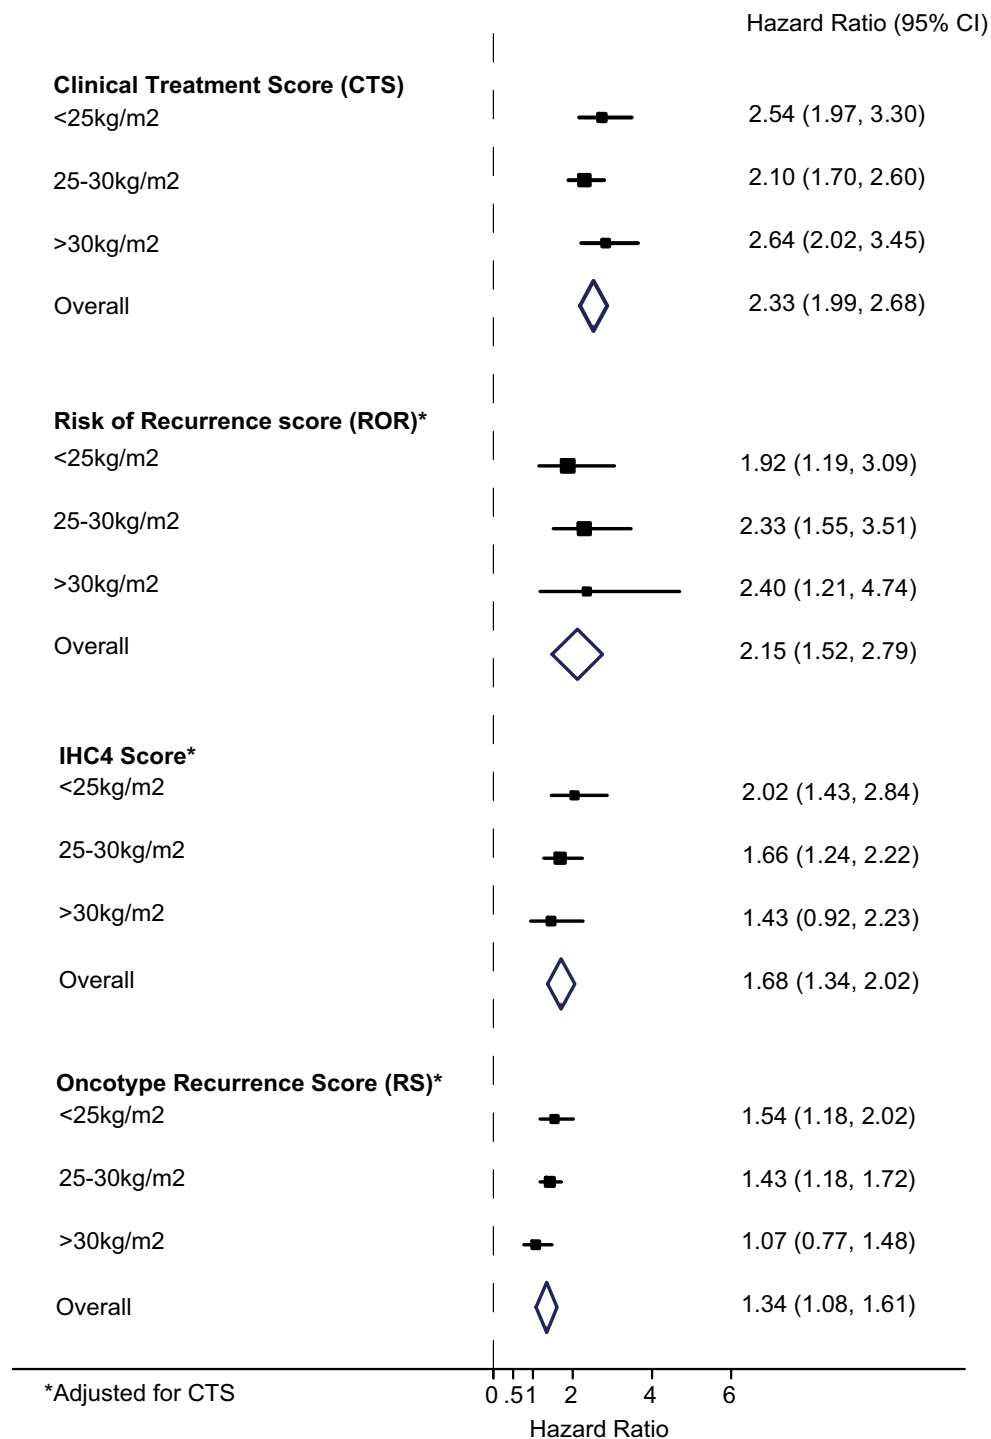 Hazard Ratio (95% CI)
Clinical Treatment Score (CTS)
<25kg/m2 2.54 (1.97, 3.30)
25-30kg/m2 2.10 (1.70, 2.60)
>30kg/m2 2.64 (2.02, 3.45)
Overall 2.33 (1.99, 2.68)
Risk of Recurrence score (ROR)*
<25kg/m2 1.92 (1.19, 3.09)
25-30kg/m2 2.33 (1.55, 3.51)
>30kg/m2 2.40 (1.21, 4.74)
Overall 2.15 (1.52, 2.79)
IHC4 Score*
<25kg/m2 2.02 (1.43, 2.84)
25-30kg/m2 1.66 (1.24, 2.22)
>30kg/m2 1.43 (0.92, 2.23)
Overall 1.68 (1.34, 2.02)
Oncotype Recurrence Score (RS)*
<25kg/m2 1.54 (1.18, 2.02)
25-30kg/m2 1.43 (1.18, 1.72)
>30kg/m2 1.07 (0.77, 1.48)
Overall 1.34 (1.08, 1.61)
*Adjusted for CTS 0 .5 1 2 4 6
Hazard Ratio